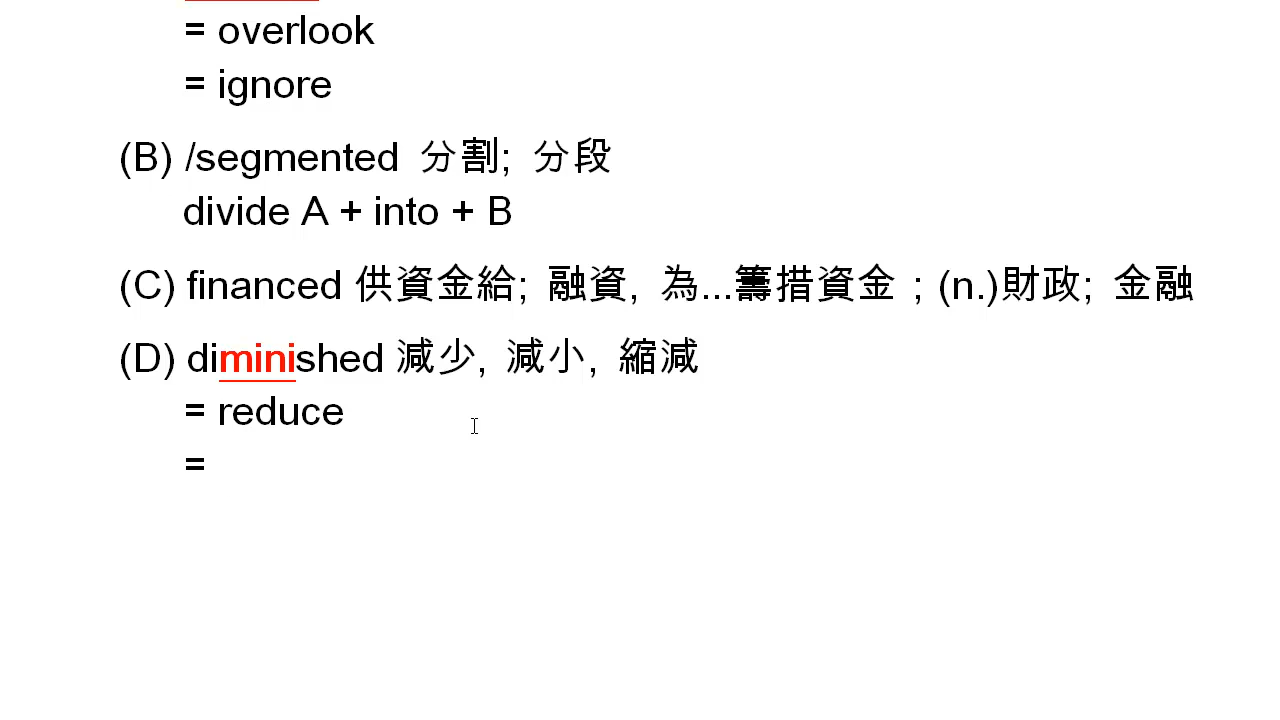 = overlook
= ignore
(B) /segmented 分割; 分段
divide A + into + B
(C) financed 供資金給; 融資, 為...籌措資金 ; (n.)財政; 金融
(D) diminished 減少, 減小, 縮減
= reduce
=